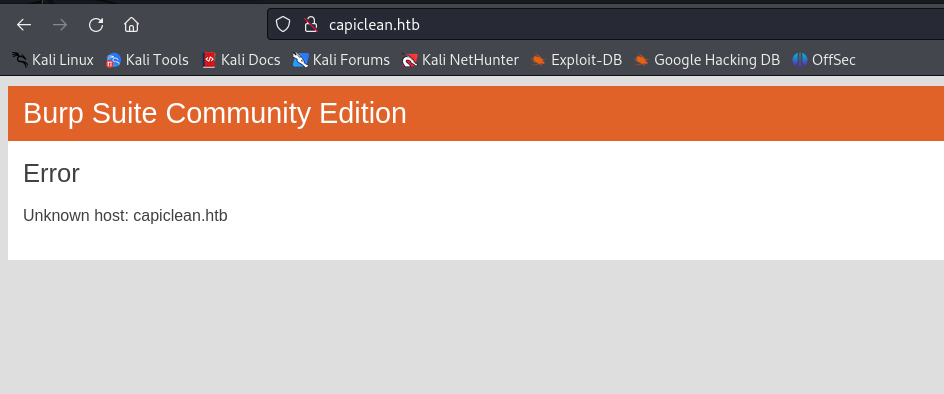 capiclean.htb
Kali Linux Kali Tools Kali Docs Kali Forums Kali NetHunter Exploit-DB Google Hacking DB OffSec
Burp Suite Community Edition
Error
Unknown host: capiclean.htb